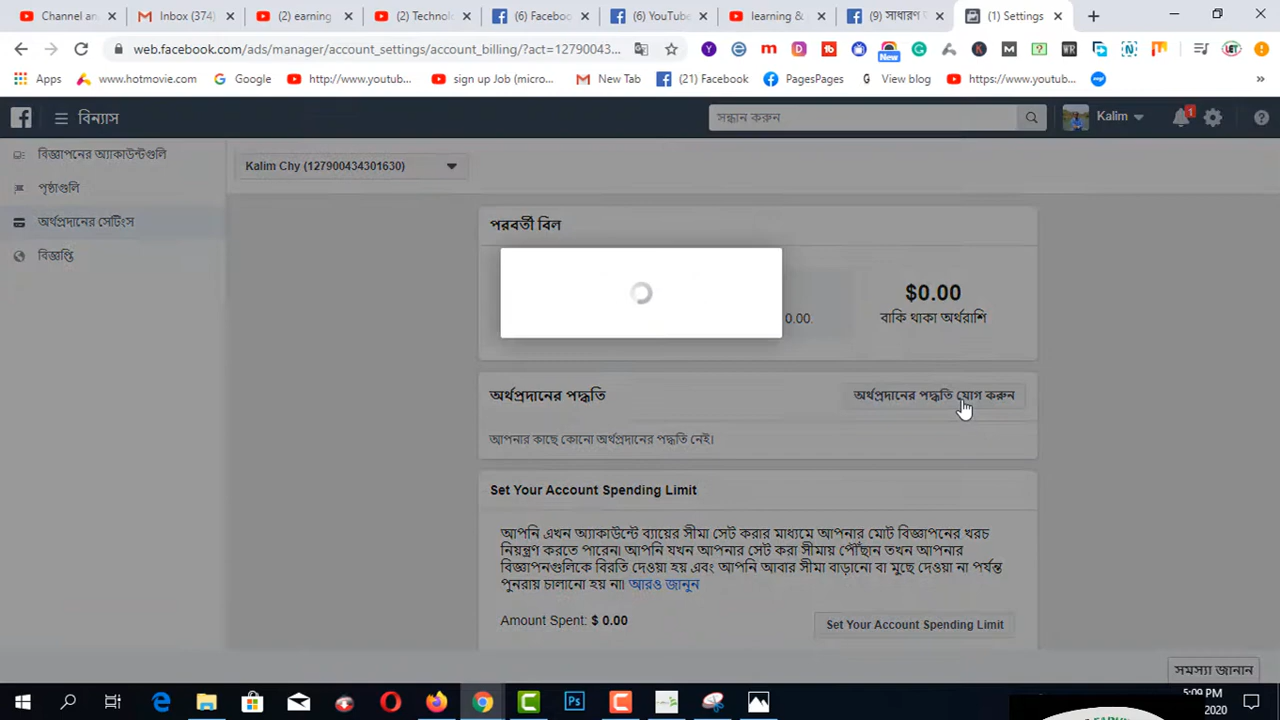 Channel an
Inbox (374)
(2) earning
(2) Technol
(6) Faceboo
(6) YouTube
learning &
(9) সাধারণ
(1) Settings
web.facebook.com/ads/manager/account_settings/account_billing/?act=12790043...
New
Apps
www.hotmovie.com
Google
http://www.youtub...
sign up Job (micro...
New Tab
(21) Facebook
PagesPages
View blog
https://www.youtub...
বিন্যাস
সন্ধান করুন
Kalim
1
বিজ্ঞাপনের অ্যাকাউন্টগুলি
পৃষ্ঠাগুলি
অর্থপ্রদানের সেটিংস
বিজ্ঞপ্তি
Kalim Chy (127900434301630)
পরবর্তী বিল
0.00.
$0.00
বাকি থাকা অর্থরাশি
অর্থপ্রদানের পদ্ধতি
অর্থপ্রদানের পদ্ধতি যোগ করুন
আপনার কাছে কোনো অর্থপ্রদানের পদ্ধতি নেই।
Set Your Account Spending Limit
আপনি এখন অ্যাকাউন্টে ব্যায়ের সীমা সেট করার মাধ্যমে আপনার মোট বিজ্ঞাপনের খরচ
নিয়ন্ত্রণ করতে পারেন। আপনি যখন আপনার সেট করা সীমায় পৌঁছান তখন আপনার
বিজ্ঞাপনগুলিকে বিরতি দেওয়া হয় এবং আপনি আবার সীমা বাড়ানো বা মুছে দেওয়া না পর্যন্ত
পুনরায় চালানো হয় না। আরও জানুন
Amount Spent: $ 0.00
Set Your Account Spending Limit
সমস্যা জানান
5:09 PM
2020